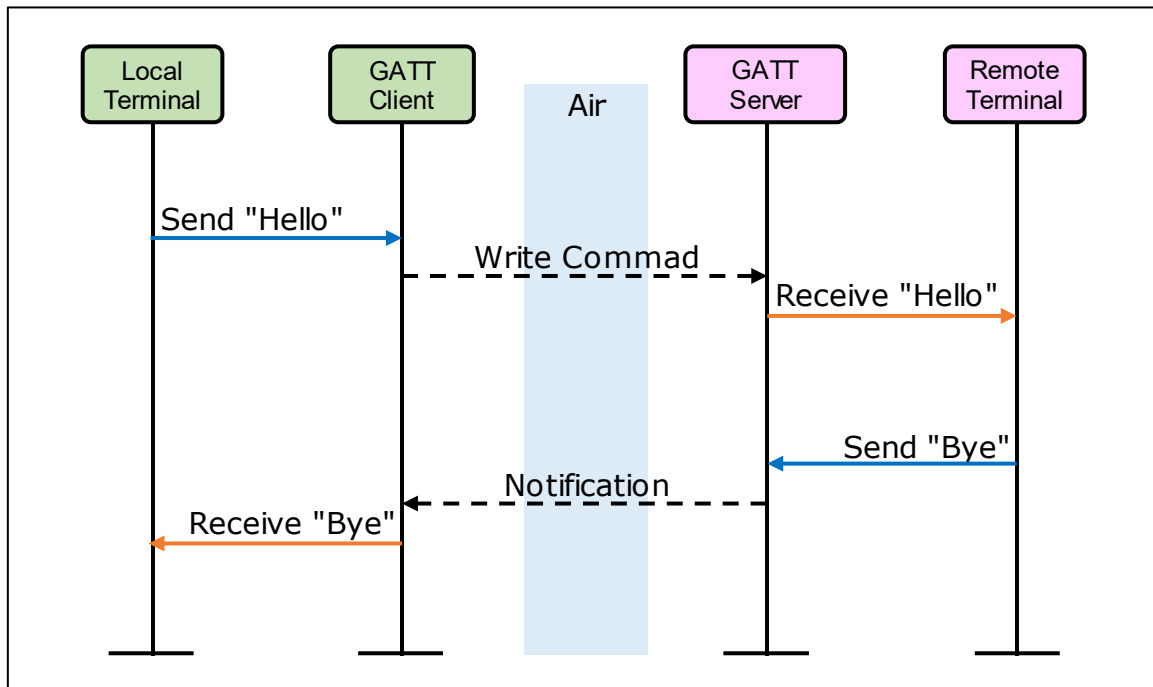 Local
Terminal
GATT
Client
Air
GATT
Server
Remote
Terminal
Send "Hello"
Write Commad
Receive "Hello"
Send "Bye"
Notification
Receive "Bye"